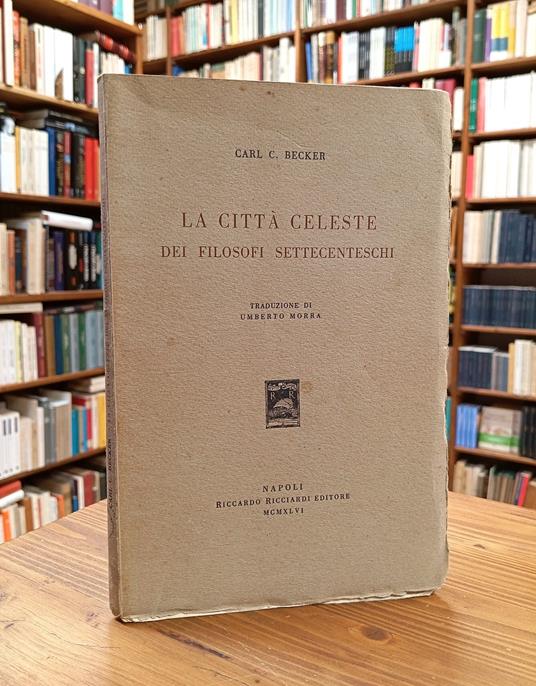 CARL C. BECKER
LA CITTÀ CELESTE
DEI FILOSOFI SETTECENTESCHI
TRADUZIONE DI
UMBERTO MORRA
R R
NAPOLI
RICCARDO RICCIARDI EDITORE
MCMXLVI